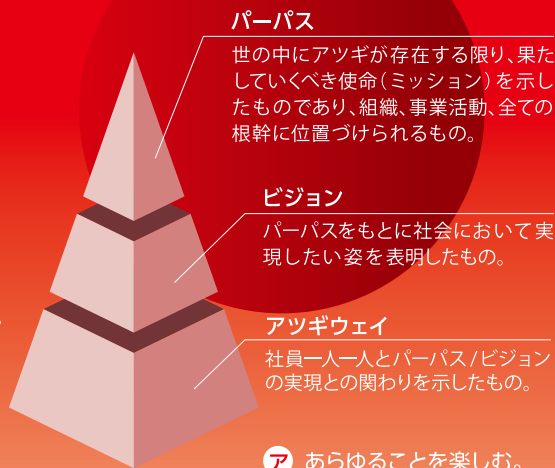 パーパス
世の中にアツギが存在する限り、果た
していくべき使命（ミッション）を示し
たものであり、組織、事業活動、全ての
根幹に位置づけられるもの。
ビジョン
パーパスをもとに社会において実
現したい姿を表明したもの。
アツギウェイ
社員一人一人とパーパス/ビジョン
の実現との関わりを示したもの。
ア あらゆることを楽しむ。